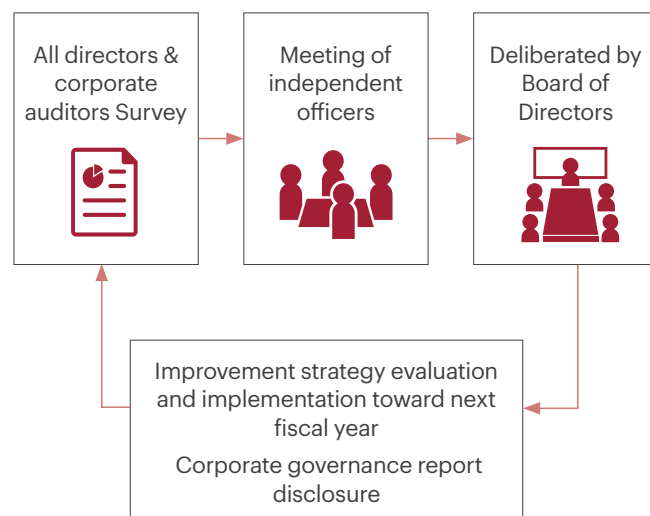 All directors &
corporate
auditors Survey
Meeting of
independent
officers
Deliberated by
Board of
Directors
Improvement strategy evaluation
and implementation toward next
fiscal year
Corporate governance report
disclosure